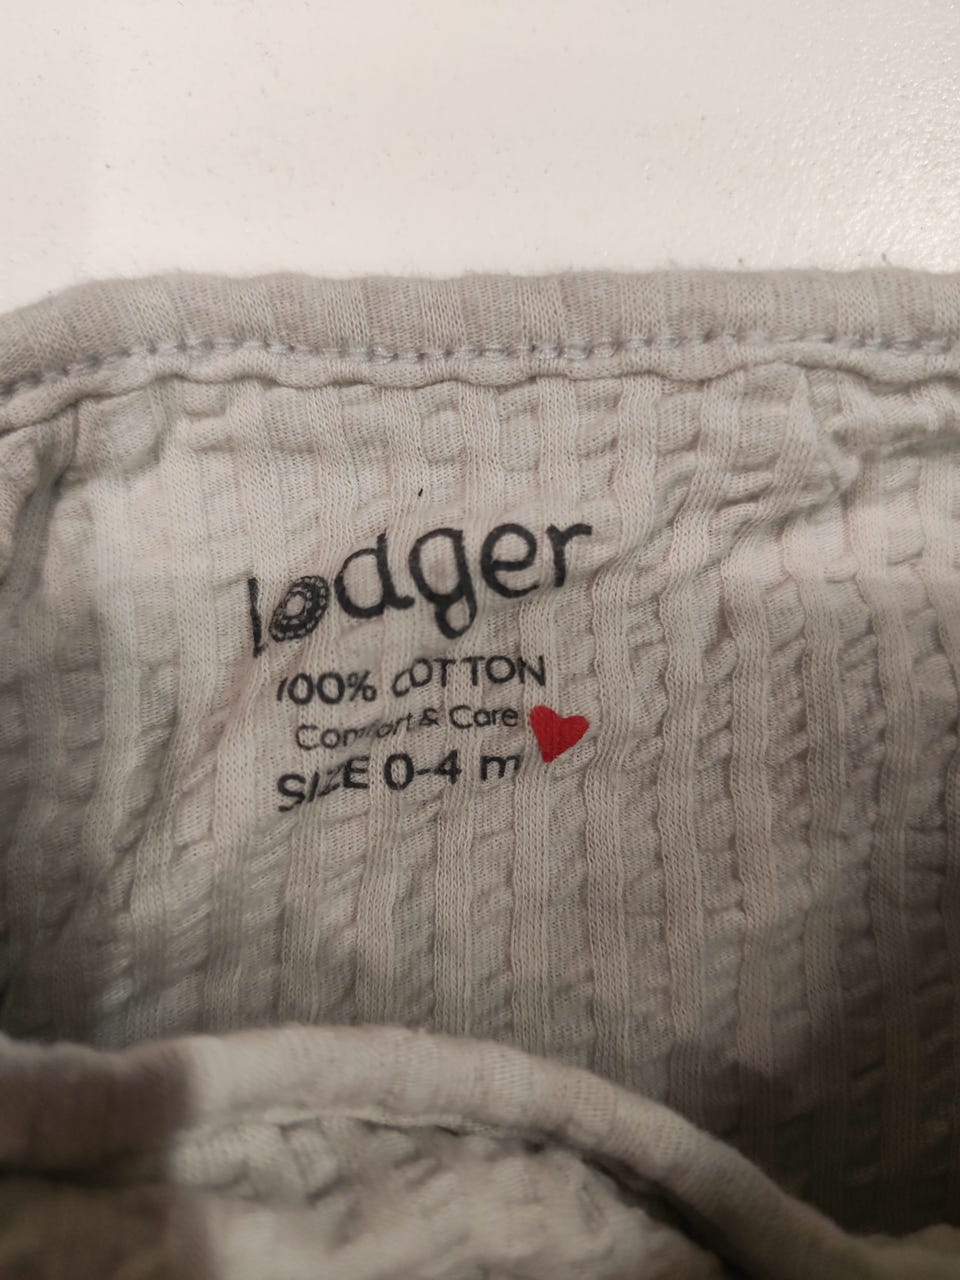 lodger
100% COTTON
Comfort & Care
SIZE 0-4 m